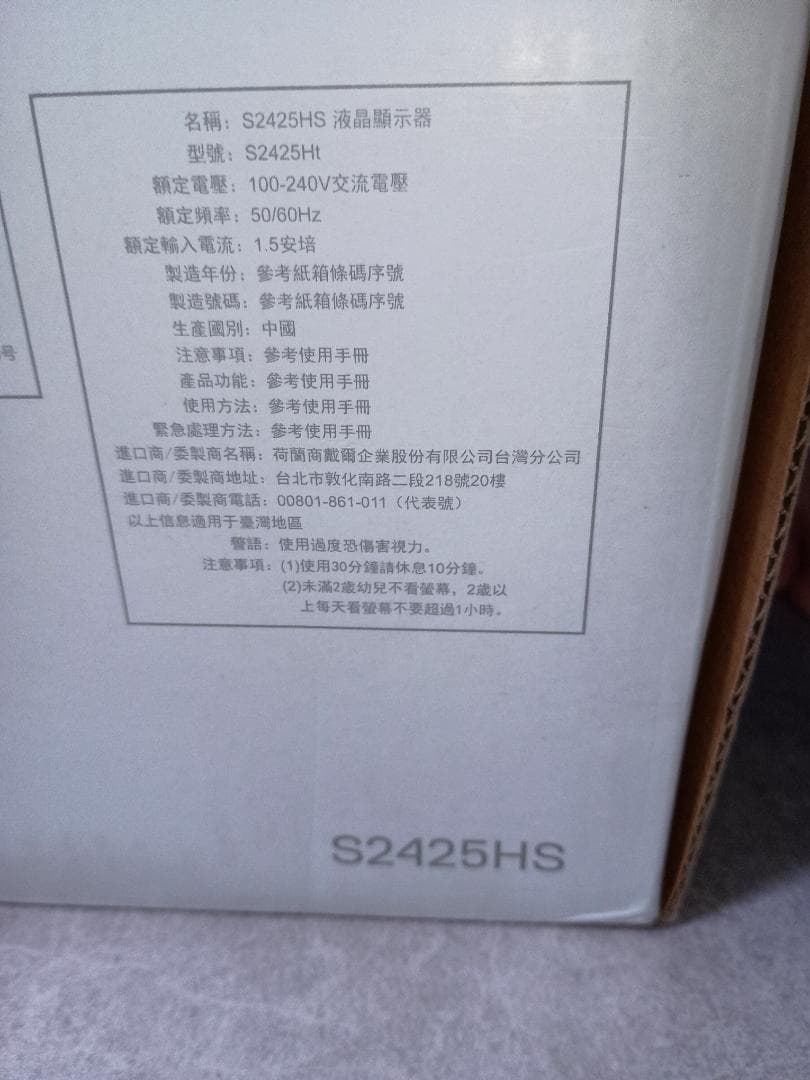 名稱：S2425HS 液晶顯示器
型號：S2425Ht
額定電壓：100-240V交流電壓
額定頻率：50/60Hz
額定輸入電流：1.5安培
製造年份：參考紙箱條碼序號
製造號碼：參考紙箱條碼序號
生產國別：中國
注意事項：參考使用手冊
產品功能：參考使用手冊
使用方法：參考使用手冊
緊急處理方法：參考使用手冊
進口商/委製商名稱：荷蘭商戴爾企業股份有限公司台灣分公司
進口商/委製商地址：台北市敦化南路二段218號20樓
進口商/委製商電話：00801-861-011（代表號）
以上信息適用于臺灣地區
警語：使用過度恐傷害視力。
注意事項：(1)使用30分鐘請休息10分鐘。
(2)未滿2歲幼兒不看螢幕，2歲以
上每天看螢幕不要超過1小時。
号
S2425HS